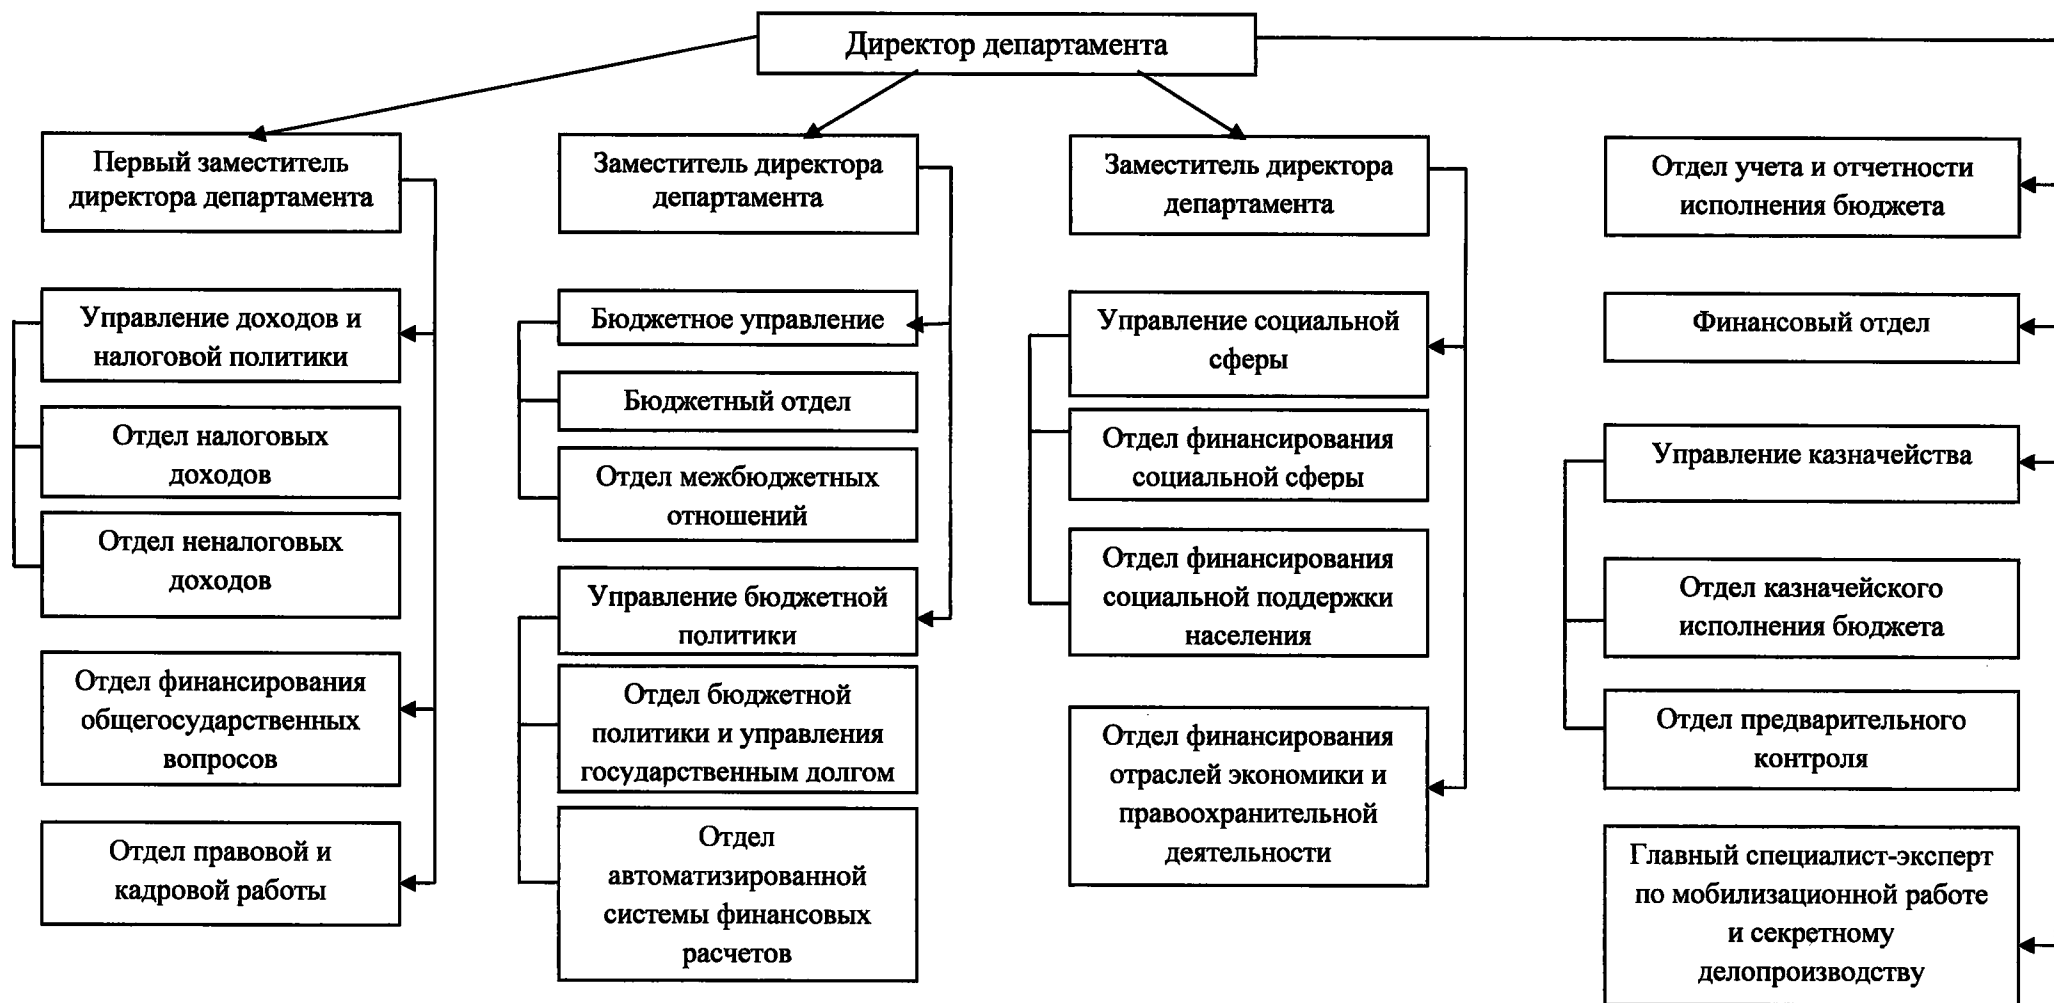 Директор департамента
Первый заместитель
директора департамента
Управление доходов и
налоговой политики
Отдел налоговых
доходов
Отдел неналоговых
доходов
Отдел финансирования
общегосударственных
вопросов
Отдел правовой и
кадровой работы
Заместитель директора
департамента
Бюджетное управление
Бюджетный отдел
Отдел межбюджетных
отношений
Управление бюджетной
политики
Отдел бюджетной
политики и управления
государственным долгом
Отдел
автоматизированной
системы финансовых
расчетов
Заместитель директора
департамента
Управление социальной
сферы
Отдел финансирования
социальной сферы
Отдел финансирования
социальной поддержки
населения
Отдел финансирования
отраслей экономики и
правоохранительной
деятельности
Отдел учета и отчетности
исполнения бюджета
Финансовый отдел
Управление казначейства
Отдел казначейского
исполнения бюджета
Отдел предварительного
контроля
Главный специалист-эксперт
по мобилизационной работе
и секретному
делопроизводству